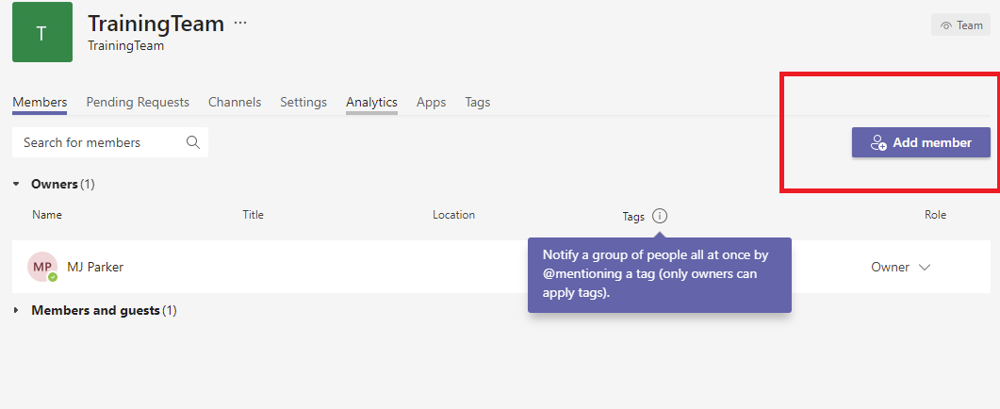 T
TrainingTeam ...
TrainingTeam
Team
Members Pending Requests Channels Settings Analytics Apps Tags
Search for members
Add member
Owners (1)
Name Title Location Tags Role
Notify a group of people all at once by
@mentioning a tag (only owners can
apply tags).
MP MJ Parker Owner
Members and guests (1)